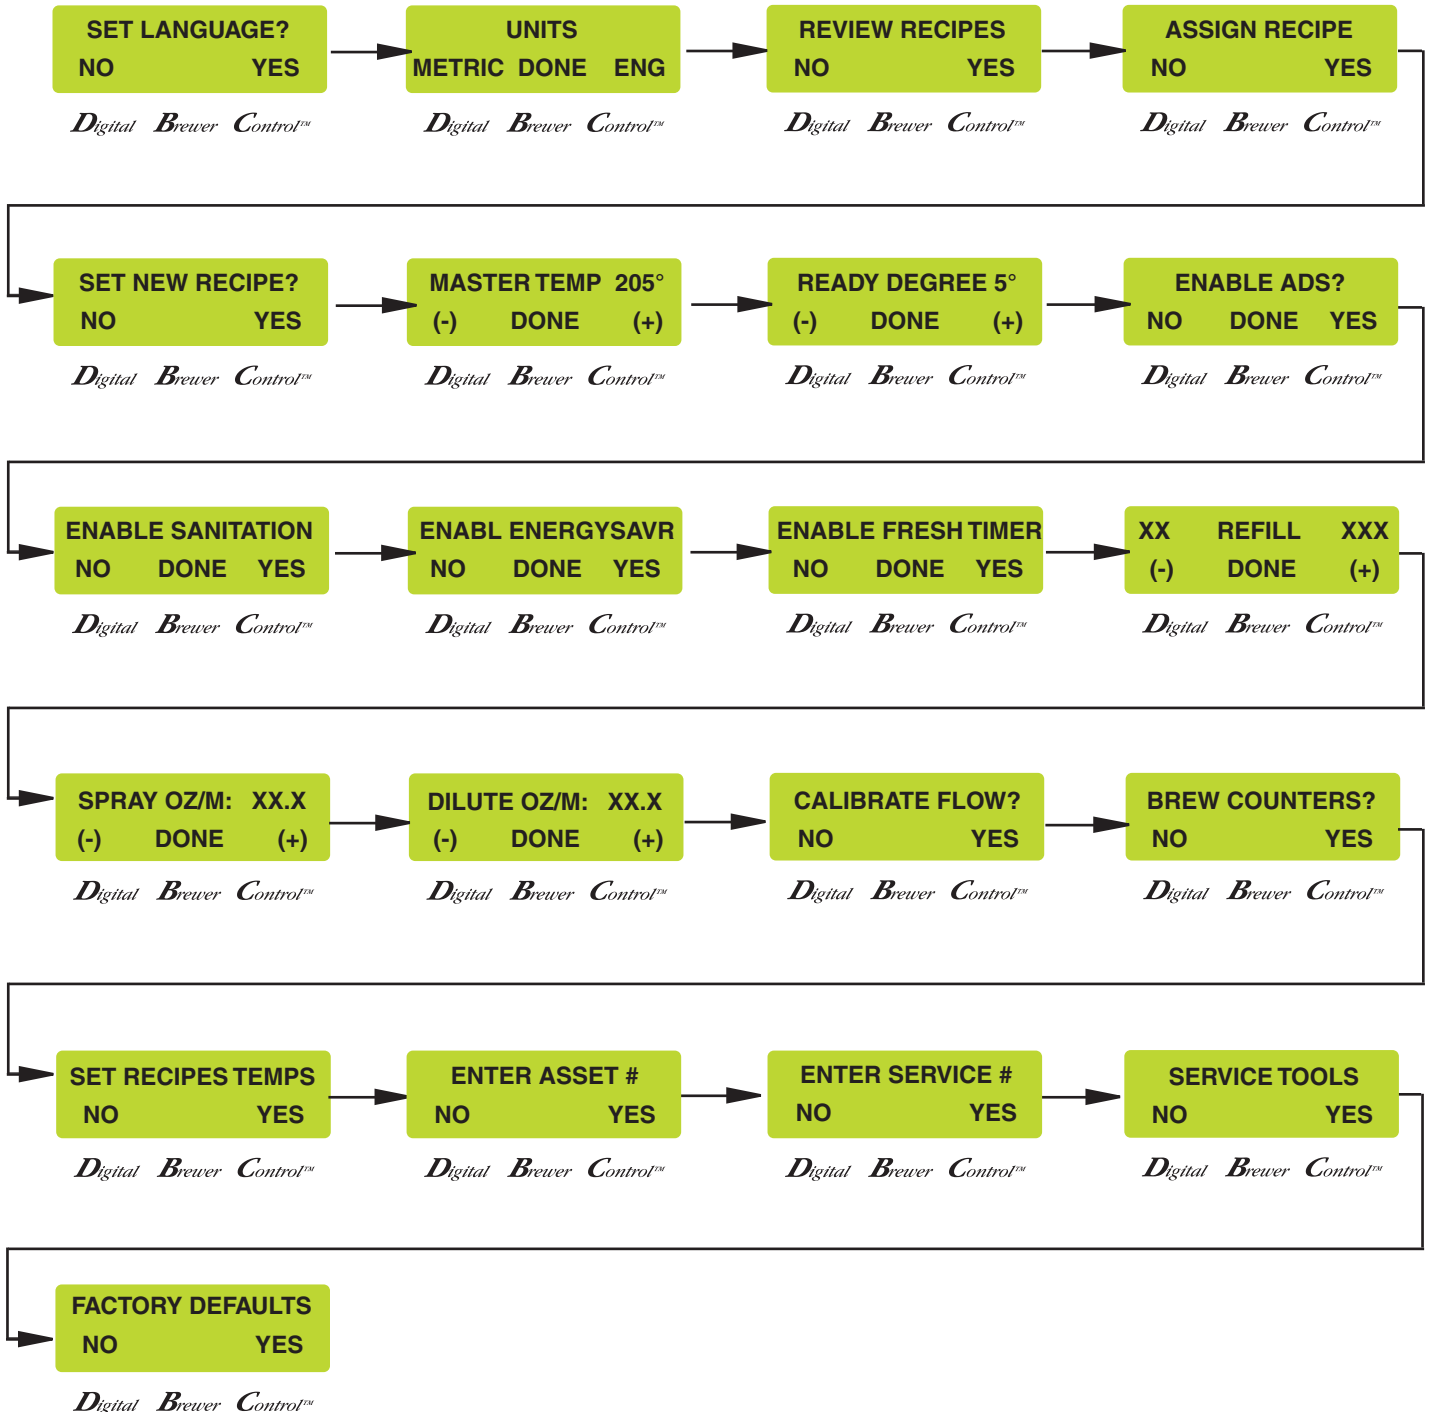 SET LANGUAGE?
NO YES
Digital Brewer Control™
UNITS
METRIC DONE ENG
Digital Brewer Control™
REVIEW RECIPES
NO YES
Digital Brewer Control™
ASSIGN RECIPE
NO YES
Digital Brewer Control™
SET NEW RECIPE?
NO YES
Digital Brewer Control™
MASTER TEMP 205°
(-) DONE (+)
Digital Brewer Control™
READY DEGREE 5°
(-) DONE (+)
Digital Brewer Control™
ENABLE ADS?
NO DONE YES
Digital Brewer Control™
ENABLE SANITATION
NO DONE YES
Digital Brewer Control™
ENABL ENERGYSAVR
NO DONE YES
Digital Brewer Control™
ENABLE FRESH TIMER
NO DONE YES
Digital Brewer Control™
XX REFILL XXX
(-) DONE (+)
Digital Brewer Control™
SPRAY OZ/M: XX.X
(-) DONE (+)
Digital Brewer Control™
DILUTE OZ/M: XX.X
(-) DONE (+)
Digital Brewer Control™
CALIBRATE FLOW?
NO YES
Digital Brewer Control™
BREW COUNTERS?
NO YES
Digital Brewer Control™
SET RECIPES TEMPS
NO YES
Digital Brewer Control™
ENTER ASSET #
NO YES
Digital Brewer Control™
ENTER SERVICE #
NO YES
Digital Brewer Control™
SERVICE TOOLS
NO YES
Digital Brewer Control™
FACTORY DEFAULTS
NO YES
Digital Brewer Control™